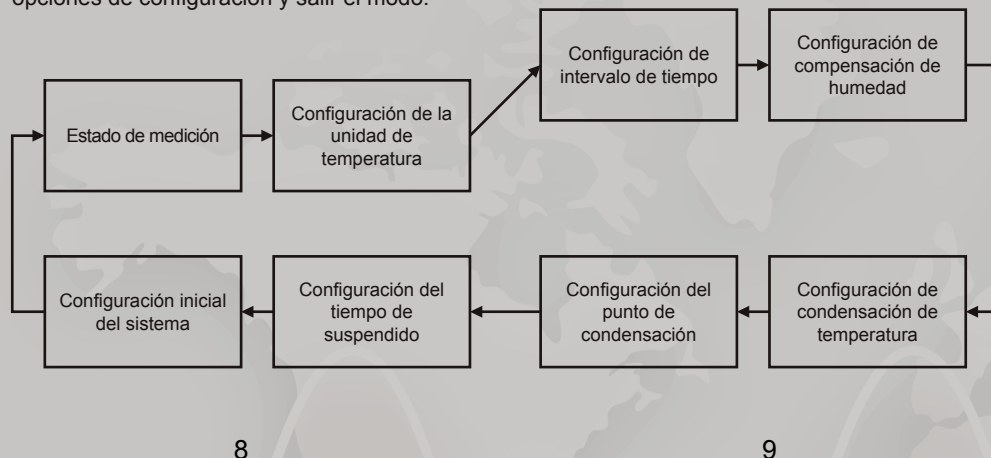 opciones de configuración y salir el modo.
Estado de medición
Configuración de la
unidad de
temperatura
Configuración de
intervalo de tiempo
Configuración de
compensación de
humedad
Configuración inicial
del sistema
Configuración del
tiempo de
suspendido
Configuración del
punto de
condensación
Configuración de
condensación de
temperatura
8
9